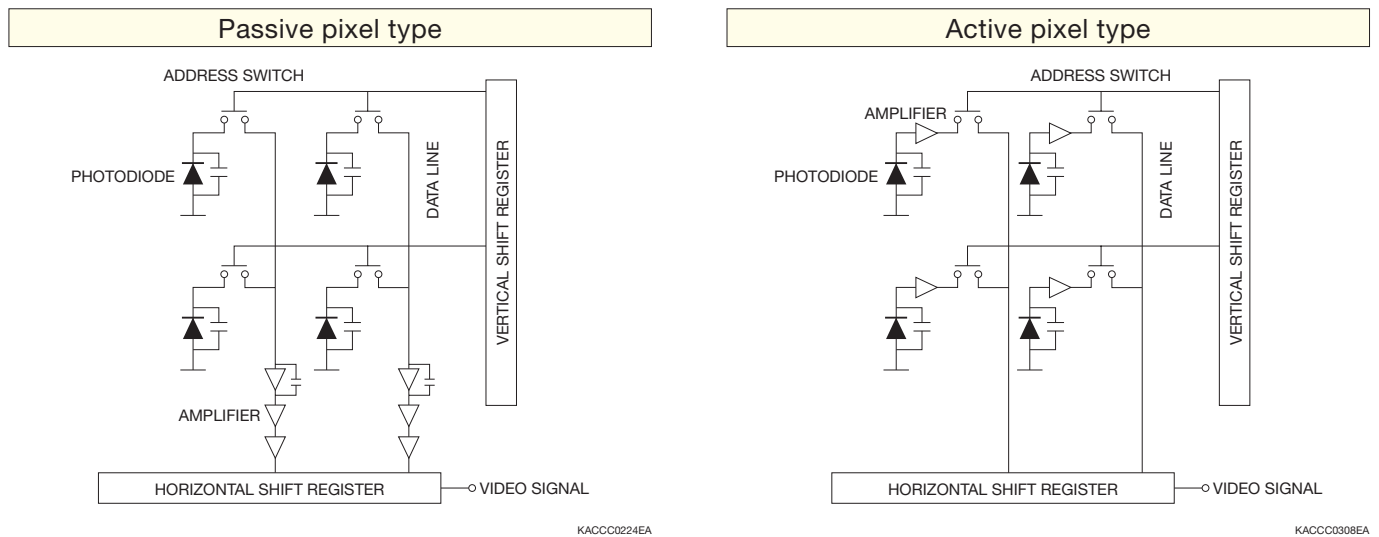 Passive pixel type
ADDRESS SWITCH
PHOTODIODE
DATA LINE
VERTICAL SHIFT REGISTER
AMPLIFIER
HORIZONTAL SHIFT REGISTER
VIDEO SIGNAL
KACCC0224EA
Active pixel type
ADDRESS SWITCH
AMPLIFIER
PHOTODIODE
DATA LINE
VERTICAL SHIFT REGISTER
HORIZONTAL SHIFT REGISTER
VIDEO SIGNAL
KACCC0308EA